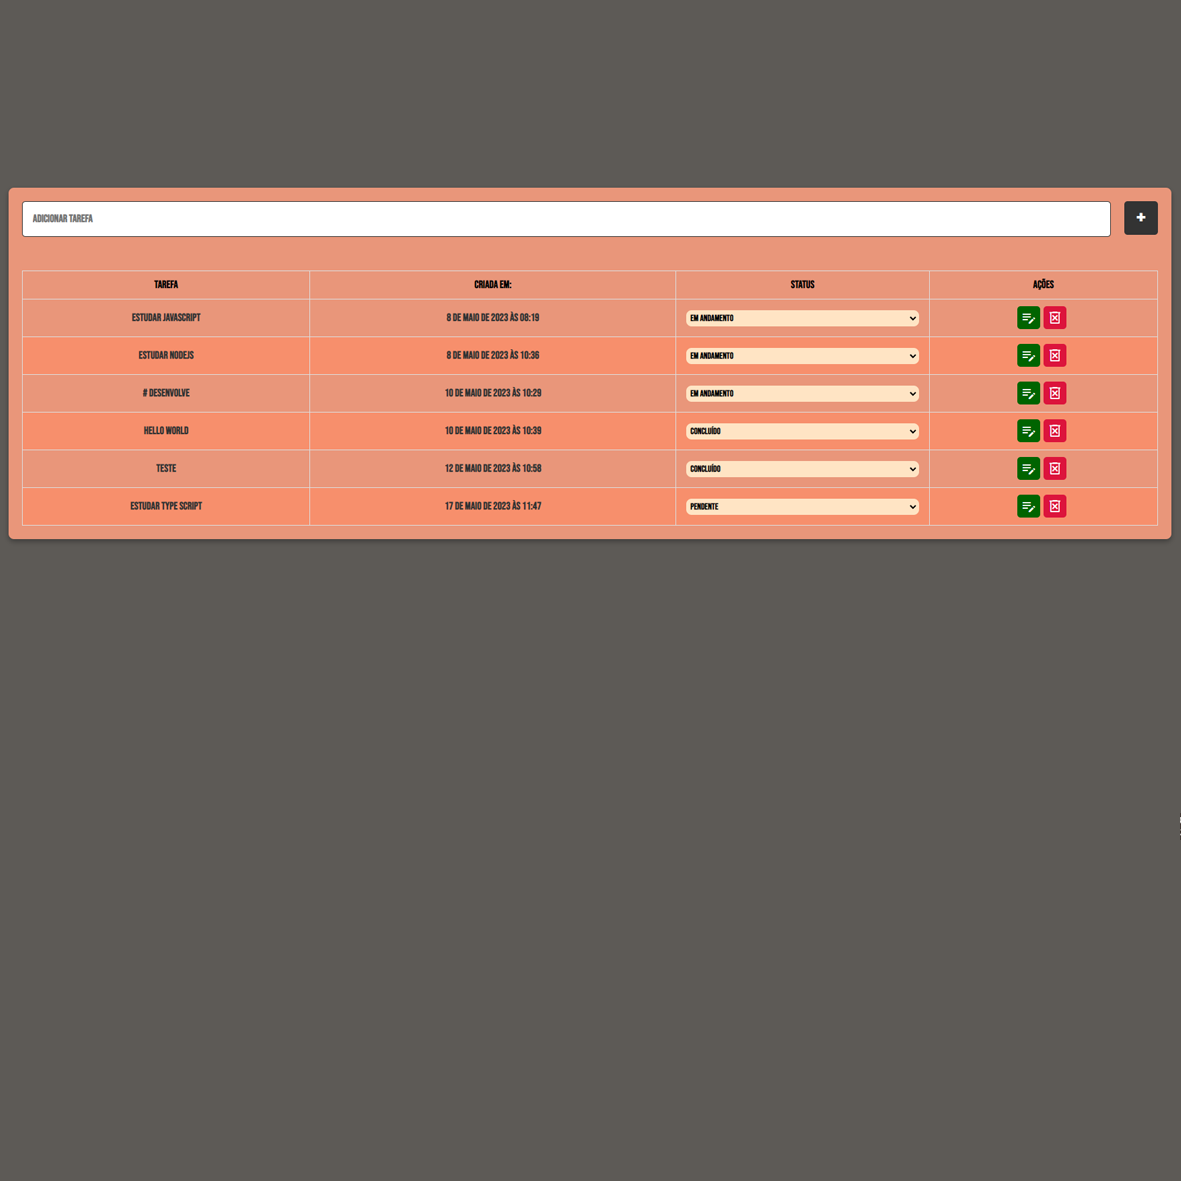 ADICIONAR TAREFA +
TAREFA CRIADA EM: STATUS AÇÕES
ESTUDAR JAVASCRIPT 8 DE MAIO DE 2023 ÀS 08:19 EM ANDAMENTO
ESTUDAR NODEJS 8 DE MAIO DE 2023 ÀS 10:36 EM ANDAMENTO
# DESENVOLVE 10 DE MAIO DE 2023 ÀS 10:29 EM ANDAMENTO
HELLO WORLD 10 DE MAIO DE 2023 ÀS 10:39 CONCLUÍDO
TESTE 12 DE MAIO DE 2023 ÀS 10:58 CONCLUÍDO
ESTUDAR TYPE SCRIPT 17 DE MAIO DE 2023 ÀS 11:47 PENDENTE